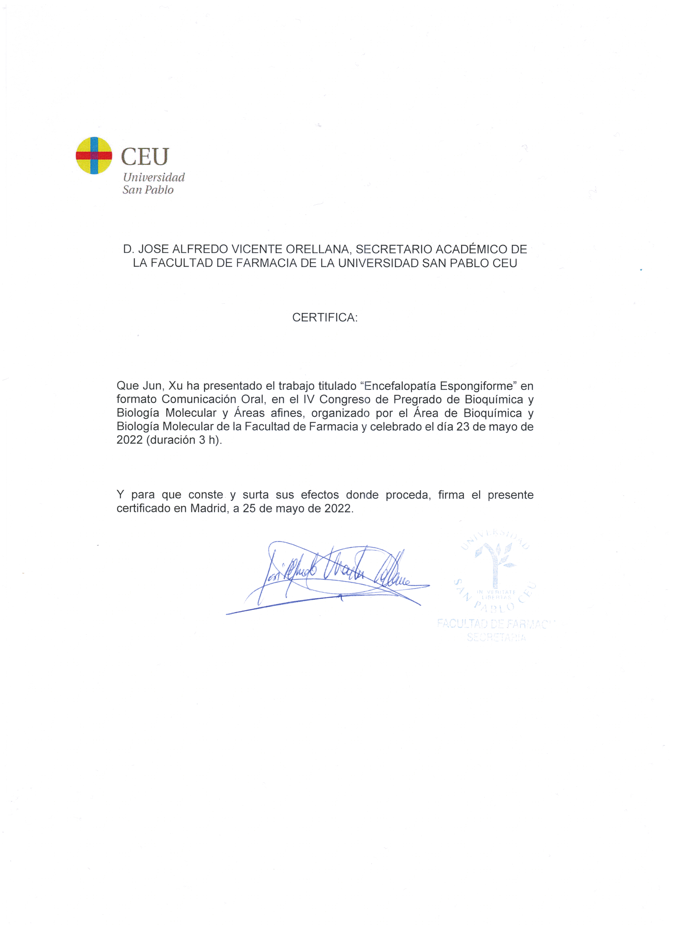 CEU
Universidad
San Pablo
D. JOSE ALFREDO VICENTE ORELLANA, SECRETARIO ACADÉMICO DE
LA FACULTAD DE FARMACIA DE LA UNIVERSIDAD SAN PABLO CEU
CERTIFICA:
Que Jun, Xu ha presentado el trabajo titulado “Encefalopatía Espongiforme” en
formato Comunicación Oral, en el IV Congreso de Pregrado de Bioquímica y
Biología Molecular y Áreas afines, organizado por el Área de Bioquímica y
Biología Molecular de la Facultad de Farmacia y celebrado el día 23 de mayo de
2022 (duración 3 h).
Y para que conste y surta sus efectos donde proceda, firma el presente
certificado en Madrid, a 25 de mayo de 2022.
UNIVERSIDAD
SAN PABLO CEU
FACULTAD DE FARMAC
SECRETARIA